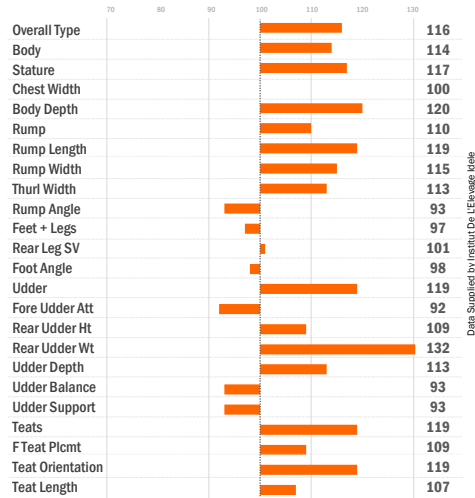 70 80 90 100 110 120 130
Overall Type 116
Body 114
Stature 117
Chest Width 100
Body Depth 120
Rump 110
Rump Length 119
Rump Width 115
Thurl Width 113
Rump Angle 93
Feet + Legs 97
Rear Leg SV 101
Foot Angle 98
Udder 119
Fore Udder Att 92
Rear Udder Ht 109
Rear Udder Wt 132
Udder Depth 113
Udder Balance 93
Udder Support 93
Teats 119
F Teat Plcmt 109
Teat Orientation 119
Teat Length 107
Data Supplied by Institut De L'Elevage Idele